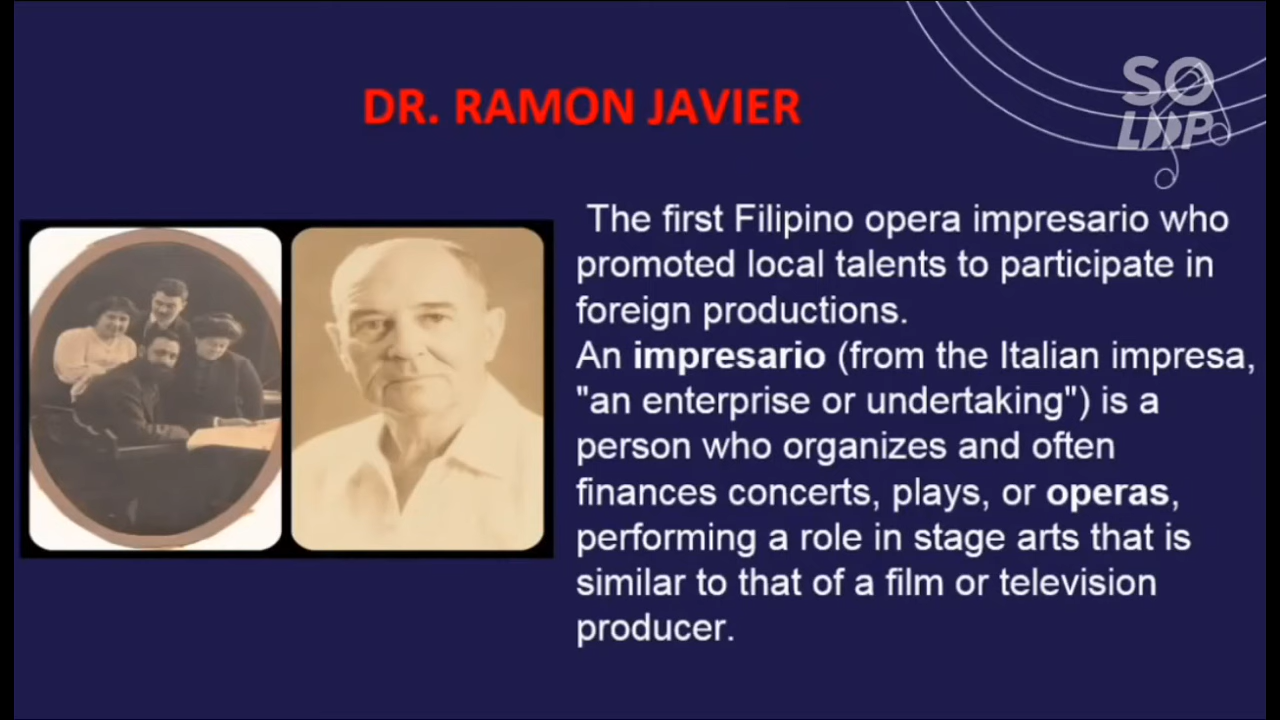 DR. RAMON JAVIER
SO
LMP
The first Filipino opera impresario who
promoted local talents to participate in
foreign productions.
An impresario (from the Italian impresa,
"an enterprise or undertaking") is a
person who organizes and often
finances concerts, plays, or operas,
performing a role in stage arts that is
similar to that of a film or television
producer.